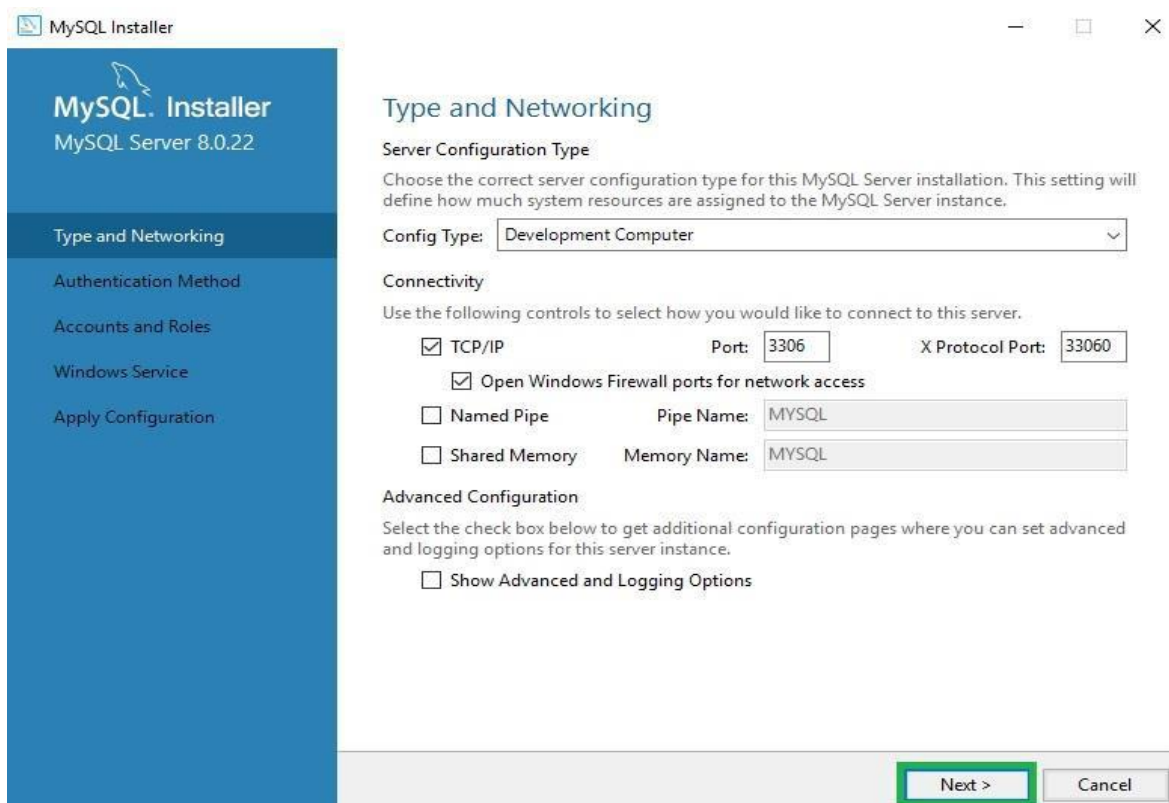 MySQL Installer
MySQL. Installer
MySQL Server 8.0.22
Type and Networking
Authentication Method
Accounts and Roles
Windows Service
Apply Configuration
Type and Networking
Server Configuration Type
Choose the correct server configuration type for this MySQL Server installation. This setting will
define how much system resources are assigned to the MySQL Server instance.
Config Type: Development Computer
Connectivity
Use the following controls to select how you would like to connect to this server.
TCP/IP Port: 3306 X Protocol Port: 33060
Open Windows Firewall ports for network access
Named Pipe Pipe Name: MYSQL
Shared Memory Memory Name: MYSQL
Advanced Configuration
Select the check box below to get additional configuration pages where you can set advanced
and logging options for this server instance.
Show Advanced and Logging Options
Next > Cancel